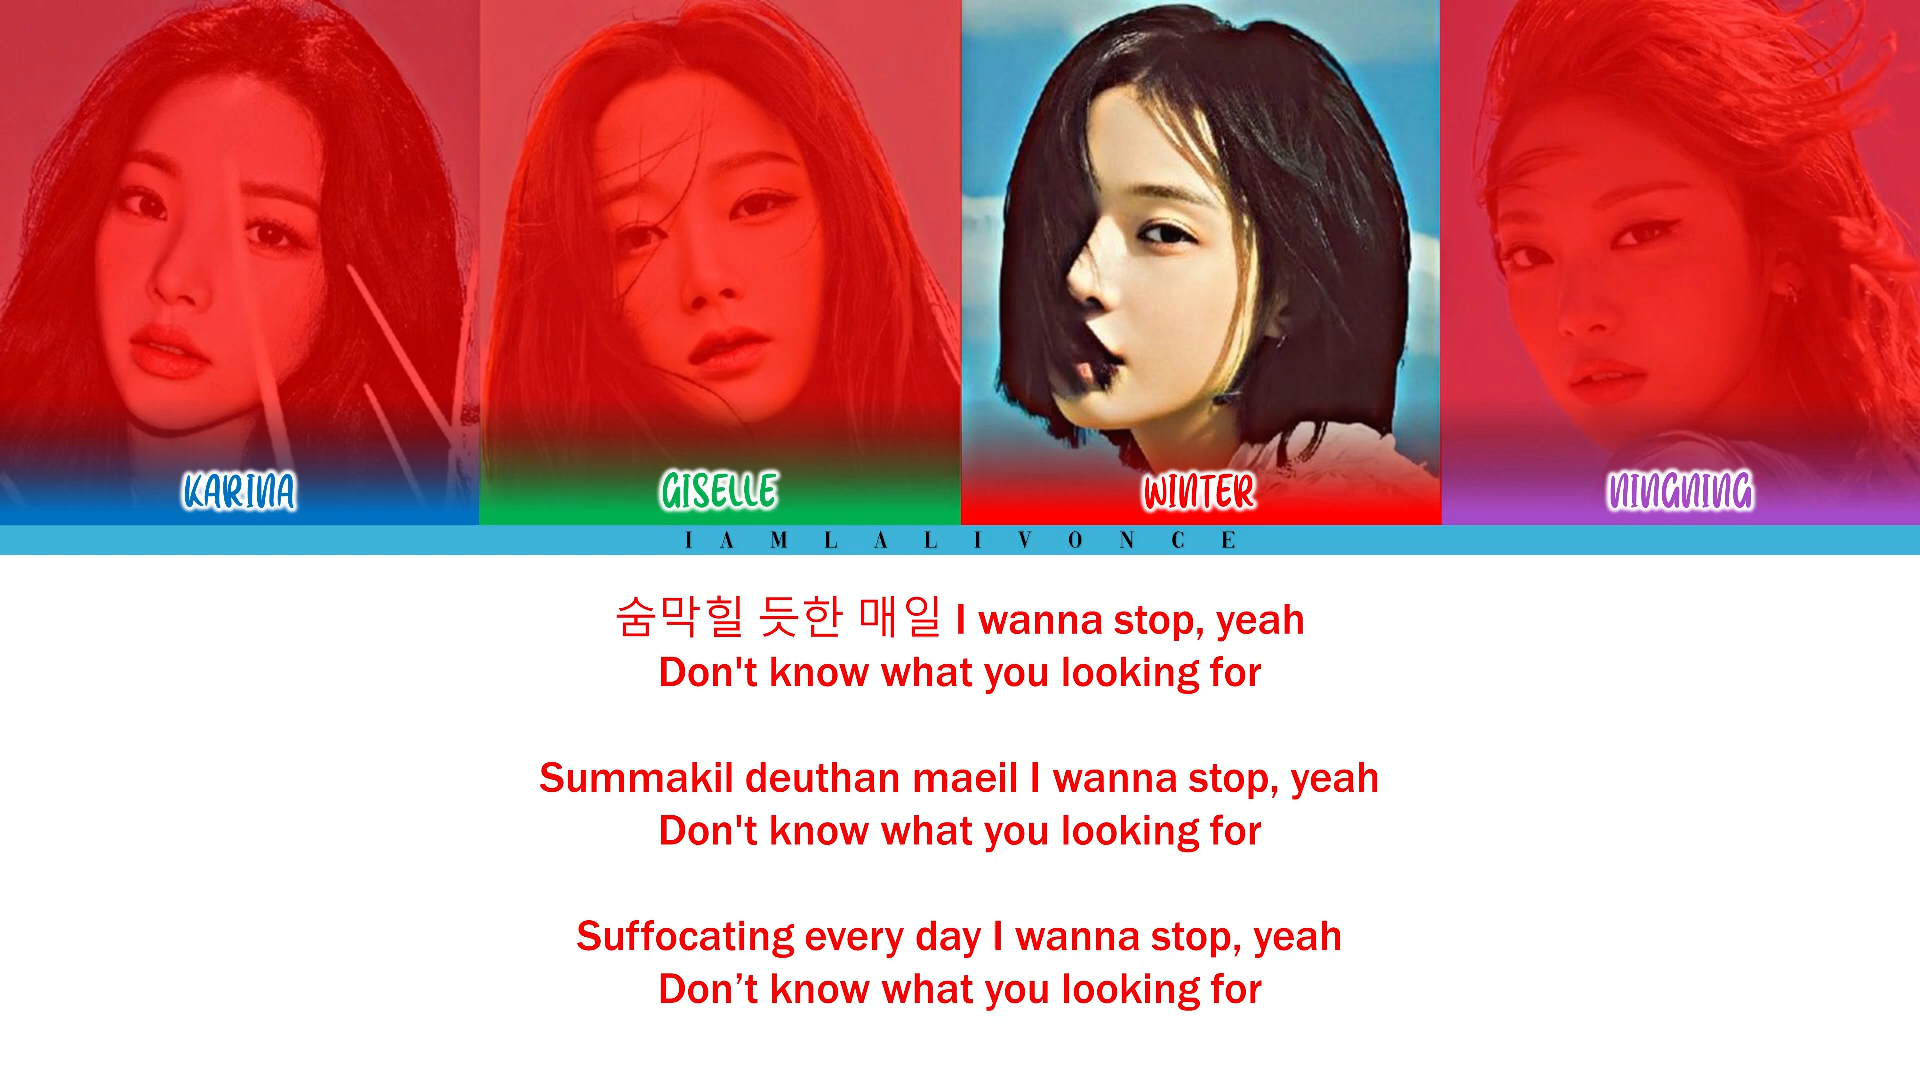 KARINA
GISELLE
WINTER
NINGNING
IAMLALIVONCE
숨막힐 듯한 매일 I wanna stop, yeah
Don't know what you looking for
Summakil deuthan maeil I wanna stop, yeah
Don't know what you looking for
Suffocating every day I wanna stop, yeah
Don’t know what you looking for